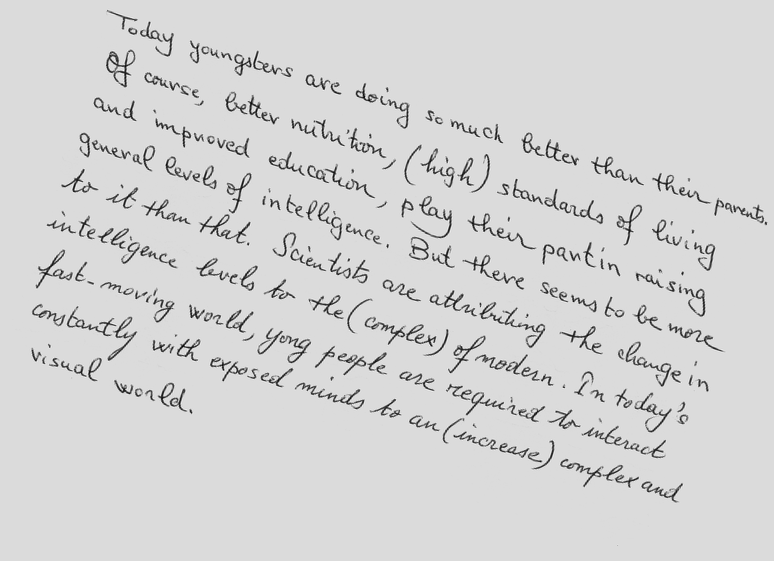 Today youngsters are doing so much better than their parents.
Of course, better nutrition, (high) standards of living
and improved education, play their part in raising
general levels of intelligence. But there seems to be more
to it than that. Scientists are attributing the change in
intelligence levels to the (complex) of modern. In today's
fast-moving world, yong people are required to interact
constantly with exposed minds to an (increase) complex and
visual world.